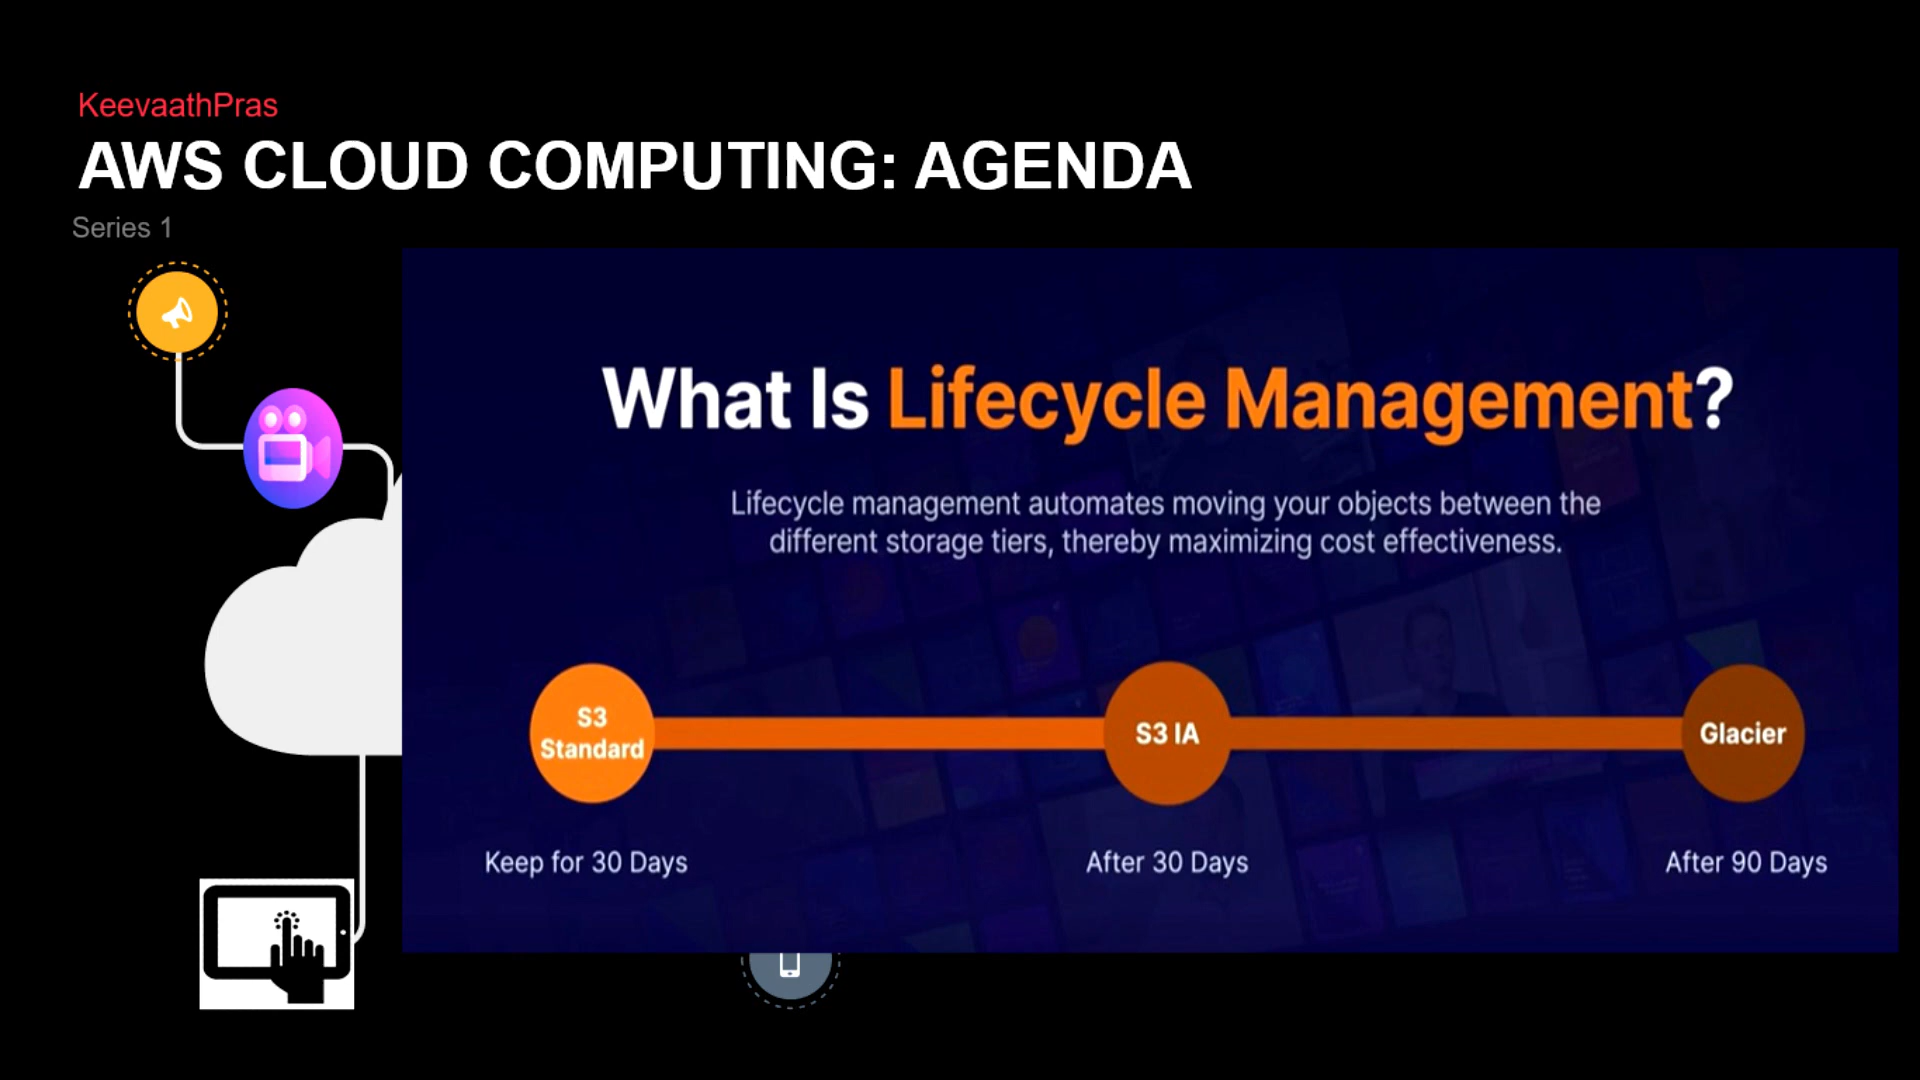 KeevaathPras
AWS CLOUD COMPUTING: AGENDA
Series 1
What Is Lifecycle Management?
Lifecycle management automates moving your objects between the
different storage tiers, thereby maximizing cost effectiveness.
S3
Standard
S3 IA
Glacier
Keep for 30 Days
After 30 Days
After 90 Days